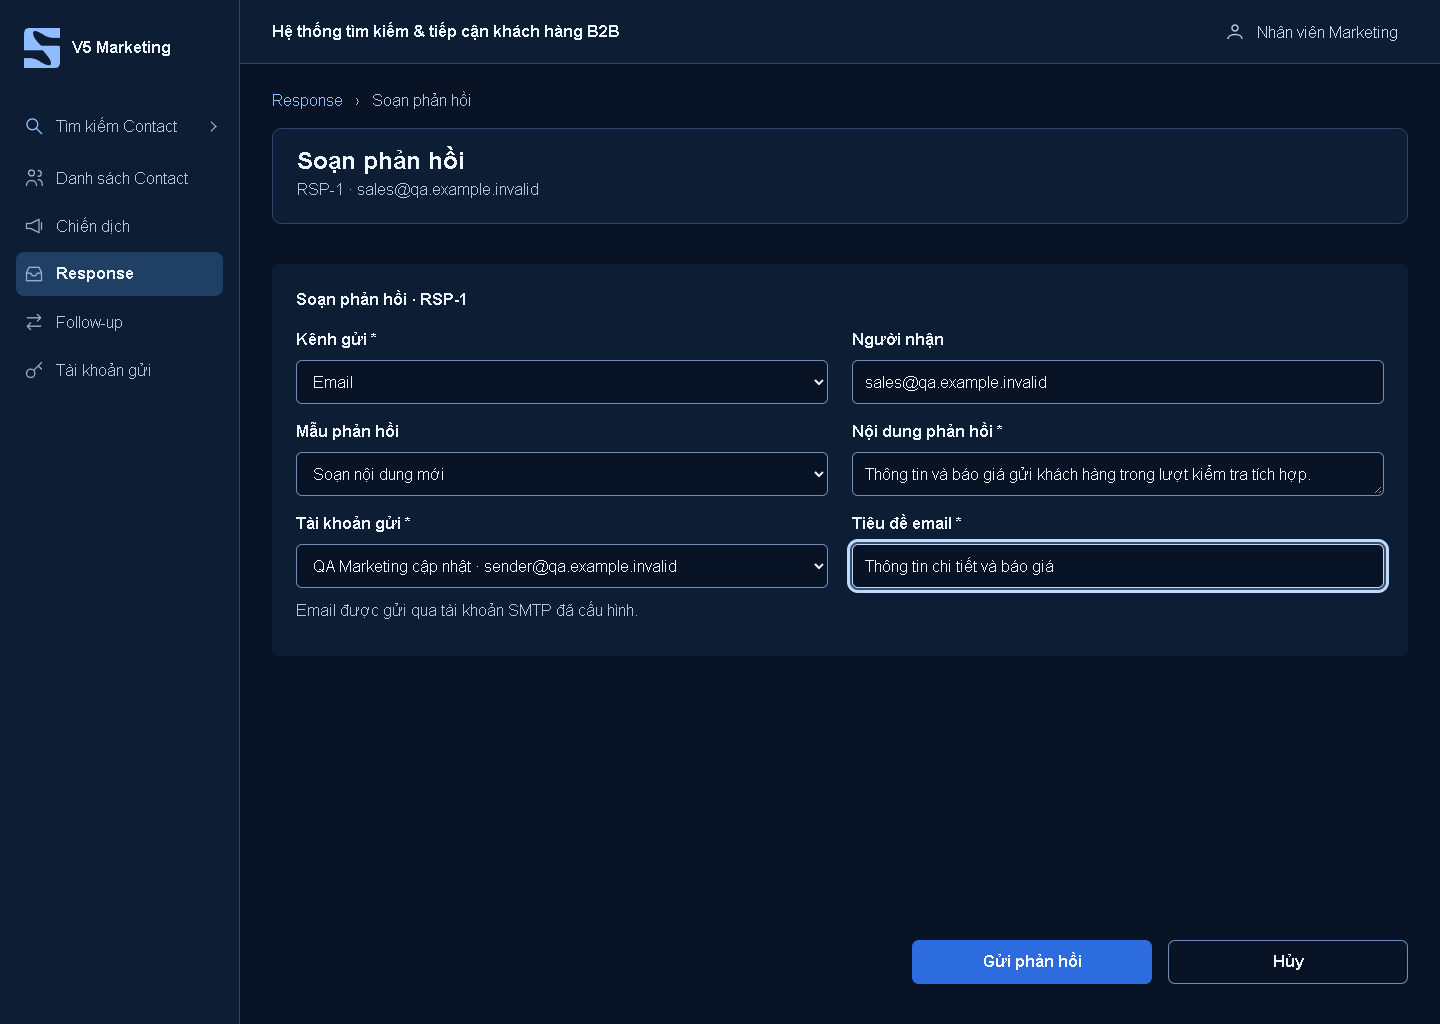 V5 Marketing
Tìm kiếm Contact
Danh sách Contact
Chiến dịch
Response
Follow-up
Tài khoản gửi
Hệ thống tìm kiếm & tiếp cận khách hàng B2B
Nhân viên Marketing
Response › Soạn phản hồi
Soạn phản hồi
RSP-1 · sales@qa.example.invalid
Soạn phản hồi · RSP-1
Kênh gửi *
Email
Người nhận
sales@qa.example.invalid
Mẫu phản hồi
Soạn nội dung mới
Nội dung phản hồi *
Thông tin và báo giá gửi khách hàng trong lượt kiểm tra tích hợp.
Tài khoản gửi *
QA Marketing cập nhật · sender@qa.example.invalid
Email được gửi qua tài khoản SMTP đã cấu hình.
Tiêu đề email *
Thông tin chi tiết và báo giá
Gửi phản hồi
Hủy